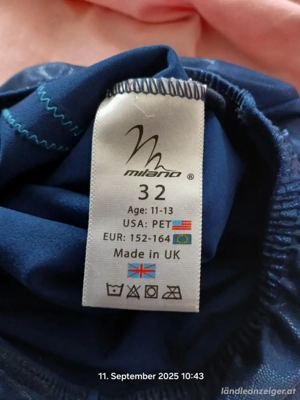 milano ®
32
Age: 11-13
USA: PET
EUR: 152-164
Made in UK
11. September 2025 10:43
ländleanzeiger.at